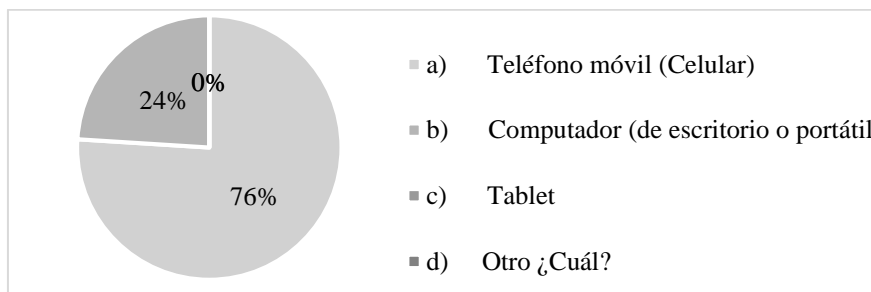 0%
24%
76%
a) Teléfono móvil (Celular)
b) Computador (de escritorio o portátil
c) Tablet
d) Otro ¿Cuál?